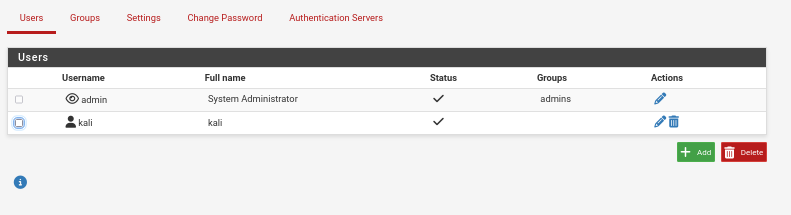 Users Groups Settings Change Password Authentication Servers
Users
Username Full name Status Groups Actions
admin System Administrator admins
kali kali
Add Delete